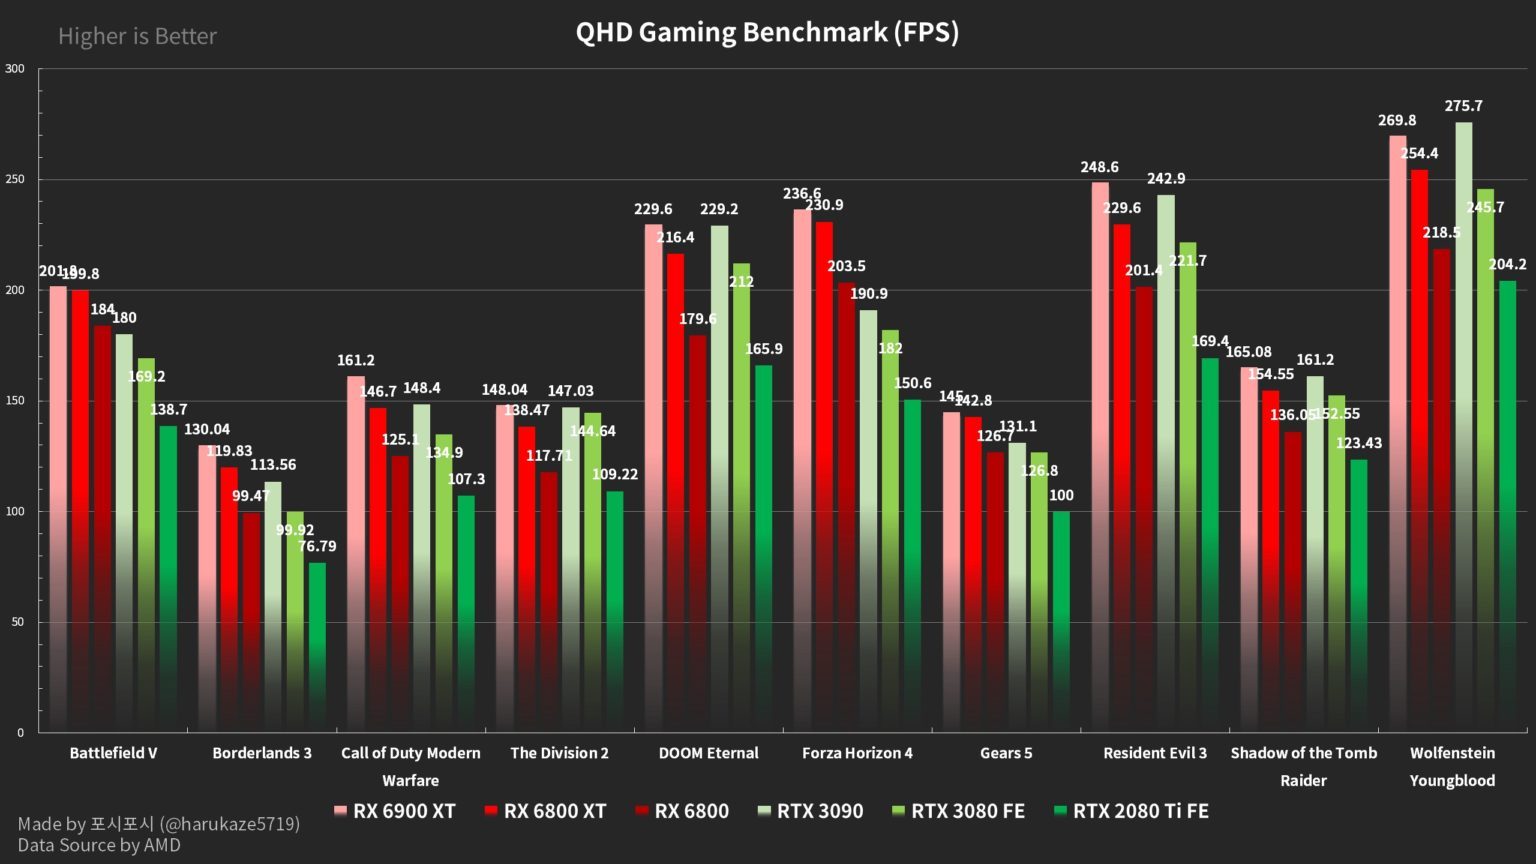 Higher is Better
QHD Gaming Benchmark (FPS)
300
250
200
150
100
50
0
201.8 199.8 184 180 169.2 138.7
130.04 119.83 99.47 113.56 99.92 76.79
161.2 146.7 125.1 148.4 134.9 107.3
148.04 138.47 117.71 147.03 144.64 109.22
229.6 216.4 179.6 229.2 212 165.9
236.6 230.9 203.5 190.9 182 150.6
145 142.8 126.7 131.1 126.8 100
248.6 229.6 201.4 242.9 221.7 169.4
165.08 154.55 136.05 161.2 152.55 123.43
269.8 254.4 218.5 275.7 245.7 204.2
Battlefield V
Borderlands 3
Call of Duty Modern
Warfare
The Division 2
DOOM Eternal
Forza Horizon 4
Gears 5
Resident Evil 3
Shadow of the Tomb
Raider
Wolfenstein
Youngblood
RX 6900 XT RX 6800 XT RX 6800 RTX 3090 RTX 3080 FE RTX 2080 Ti FE
Made by 포시포시 (@harukaze5719)
Data Source by AMD